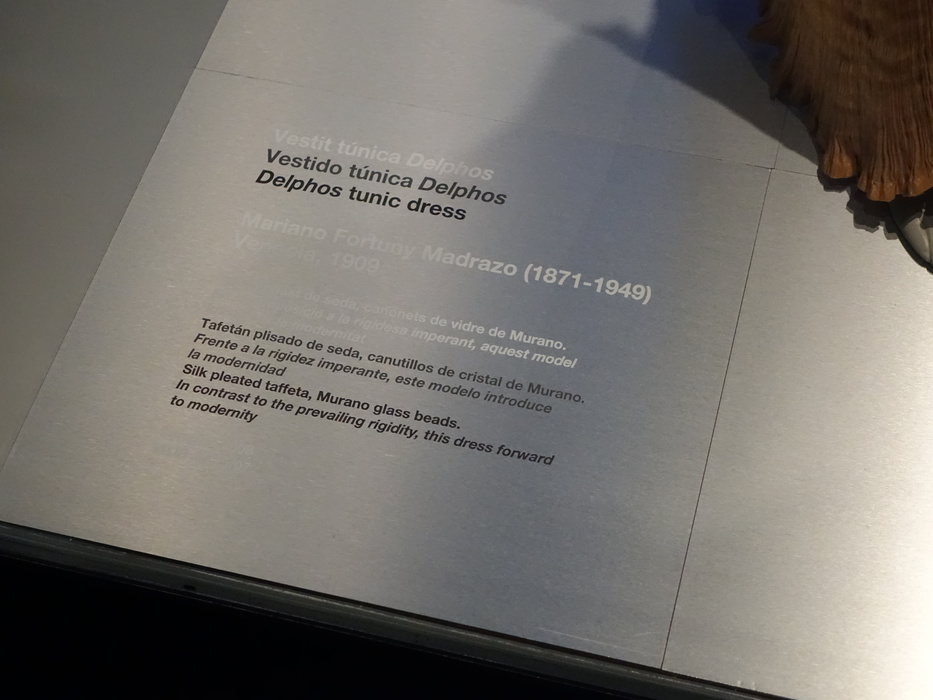 Vestit túnica Delphos
Vestido túnica Delphos
Delphos tunic dress
Mariano Fortuny Madrazo (1871-1949)
1909
de seda, canonets de vidre de Murano.
a la rigidesa imperant, aquest model
modernitat
Tafetán plisado de seda, canutillos de cristal de Murano.
Frente a la rigidez imperante, este modelo introduce
la modernidad
Silk pleated taffeta, Murano glass beads.
In contrast to the prevailing rigidity, this dress forward
to modernity